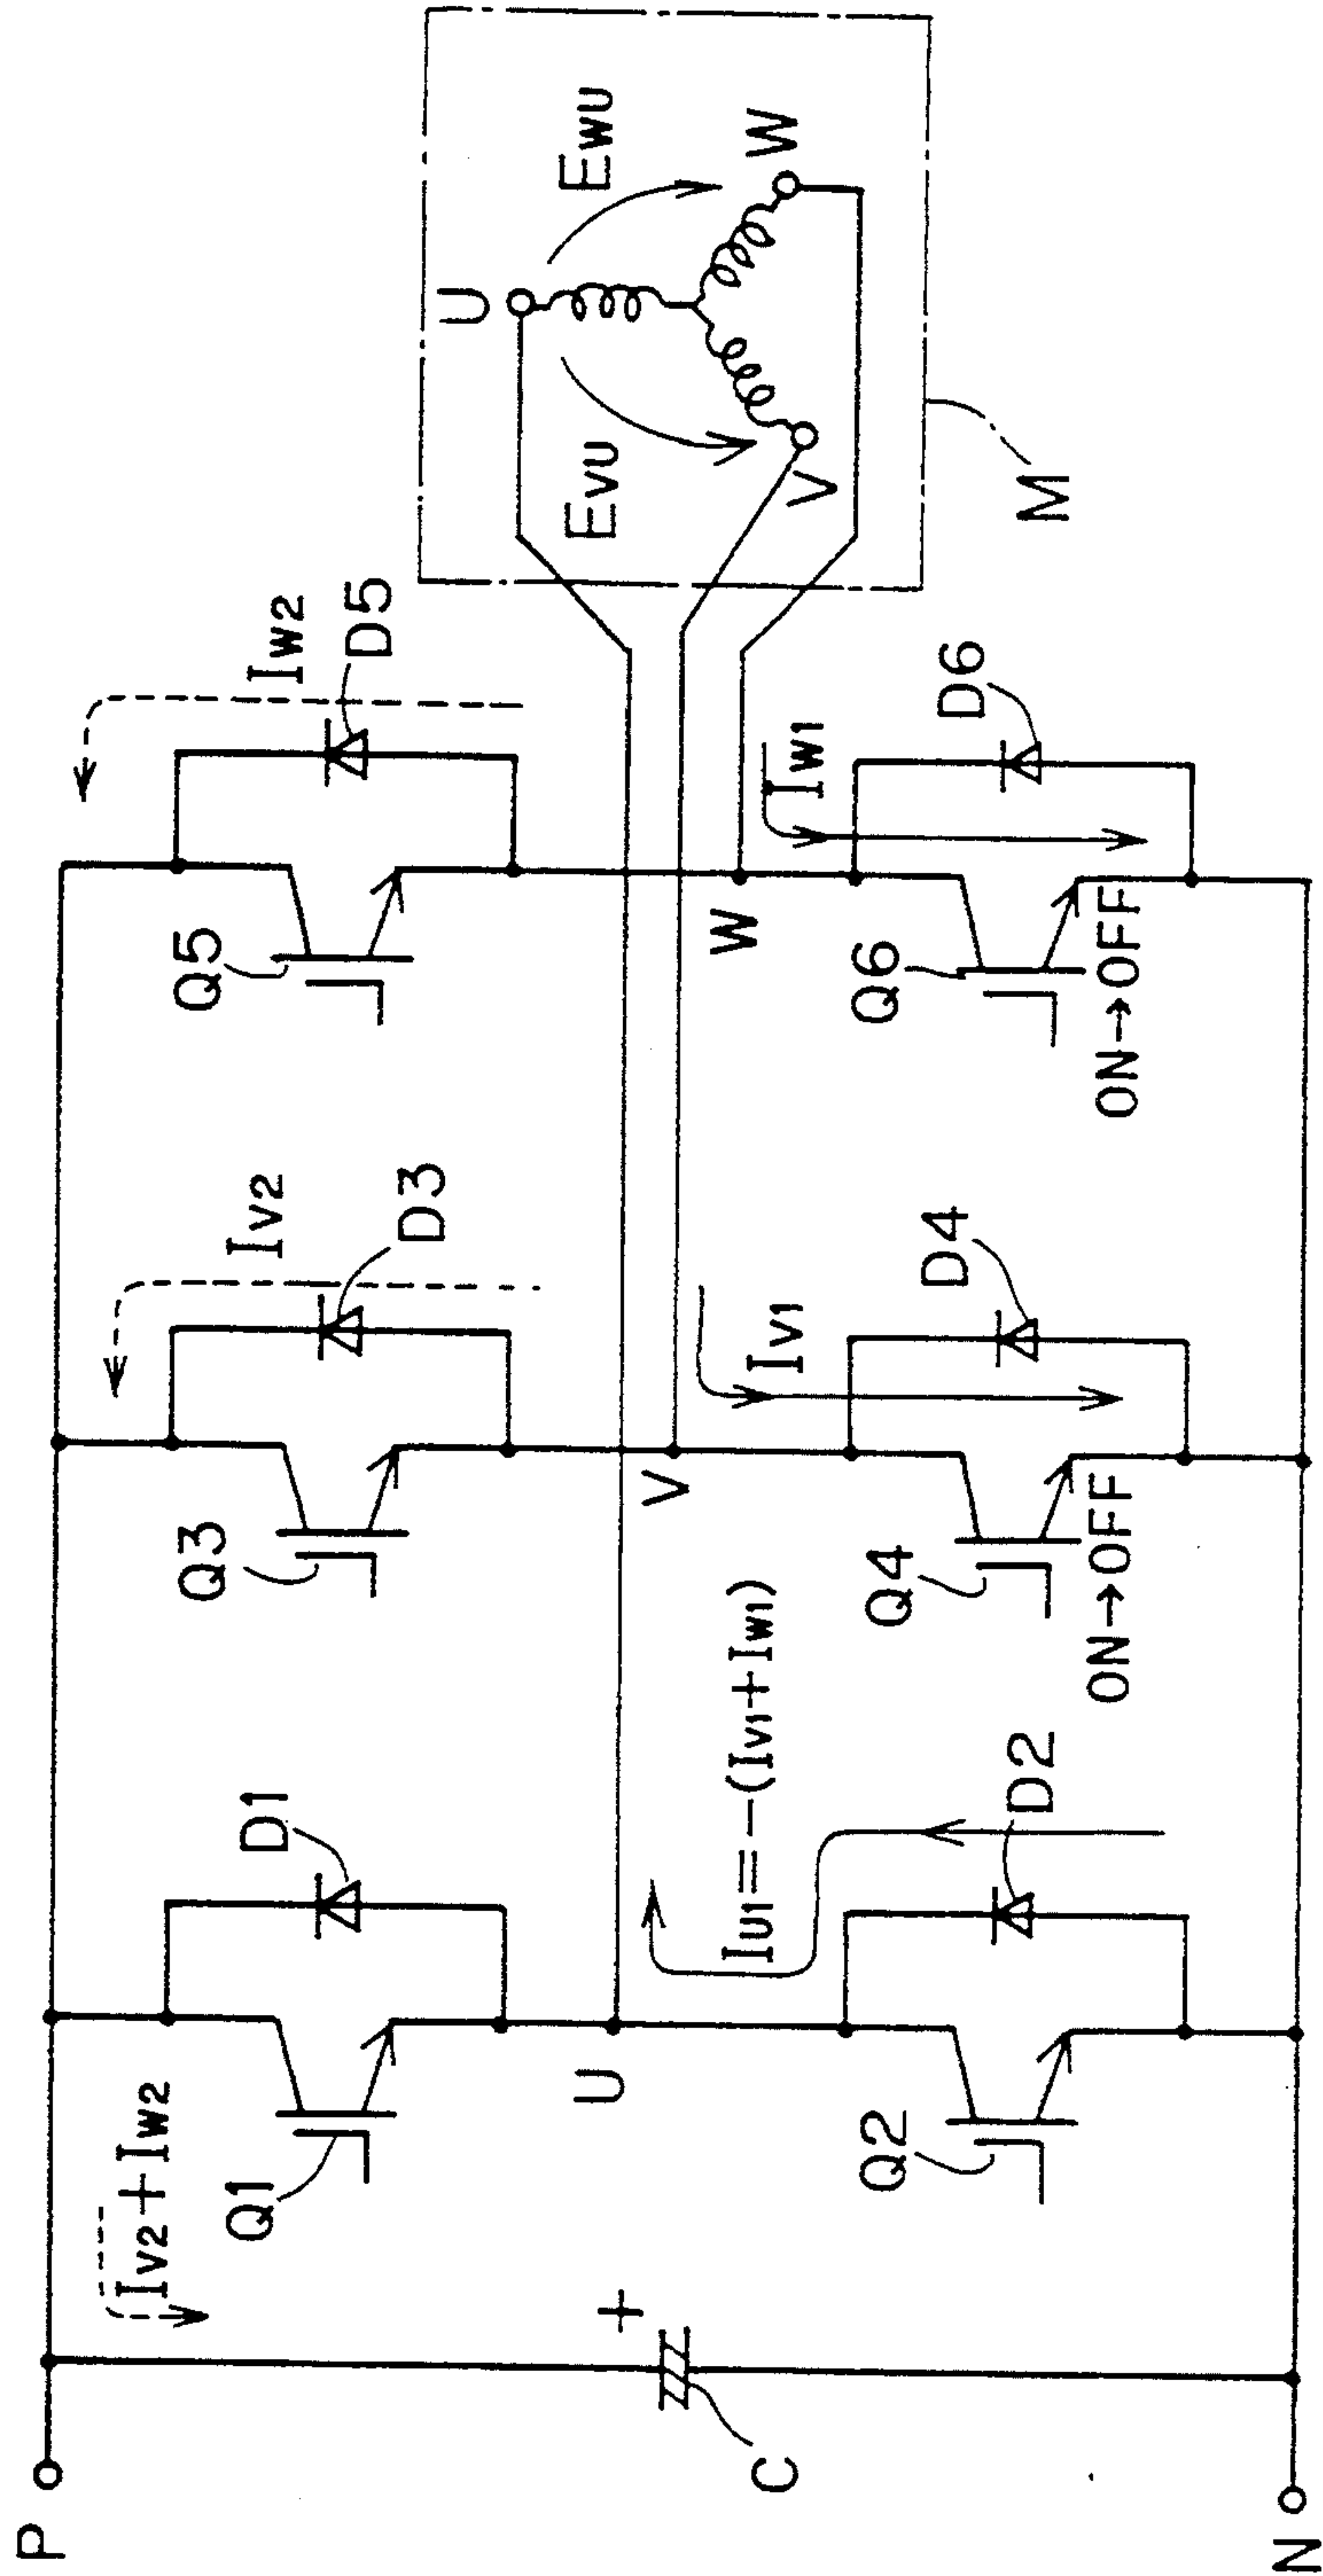 P
N
C
+
IV2+IW2
Q1
D1
U
Q2
D2
IU1=-(IV1+IW1)
Q3
D3
IV2
V
Q4
D4
IV1
ON→OFF
Q5
D5
IW2
W
Q6
D6
IW1
ON→OFF
U
V
W
EVU
EWU
M